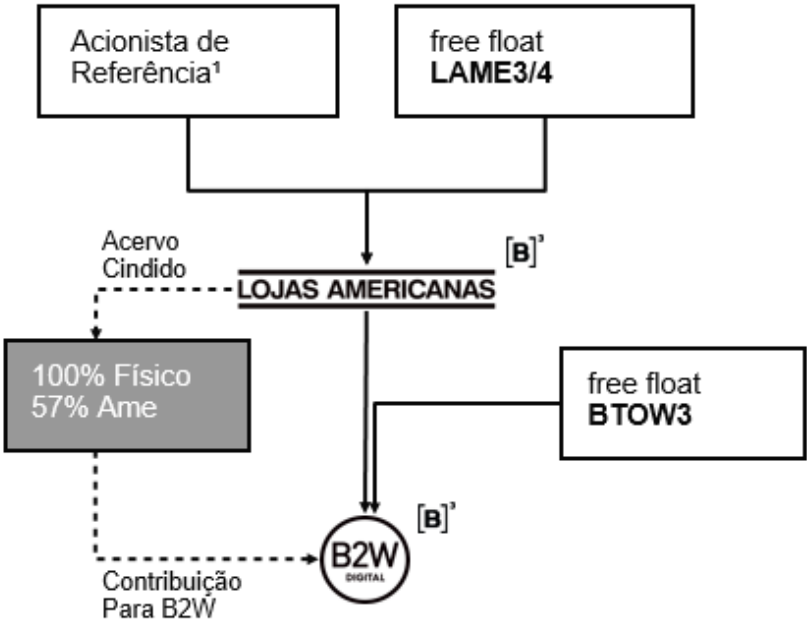 Acionista de
Referência¹
free float
LAME3/4
Acervo
Cindido
[B]³
LOJAS AMERICANAS
100% Físico
57% Ame
free float
BTOW3
[B]³
B2W
DIGITAL
Contribuição
Para B2W